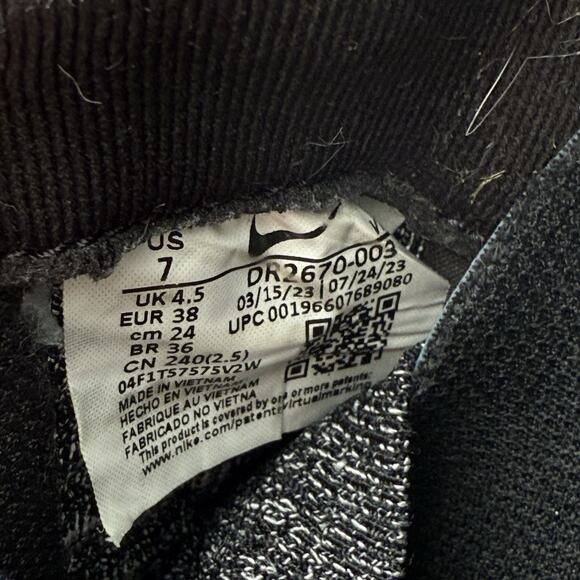 US
7
UK 4.5
EUR 38
cm 24
BR 36
CN 240(2.5)
04F1T57575V2W
DR2670-003
03/15/23 | 07/24/23
UPC 00196607689080
MADE IN VIETNAM
HECHO EN VIETNAM
FABRIQUE AU VIETNAM
FABRICADO NO VIETNA
This product is covered by one or more patents:
www.nike.com/patents
virtualmarking